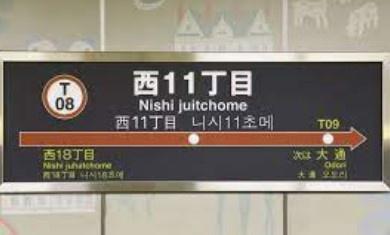 T
08
西11丁目
Nishi juitchome
西11丁目 니시11초메
T09
西18丁目
Nishi juhatchome
西18丁目 니시18초메
次は 大通
Odori
大通 오도리